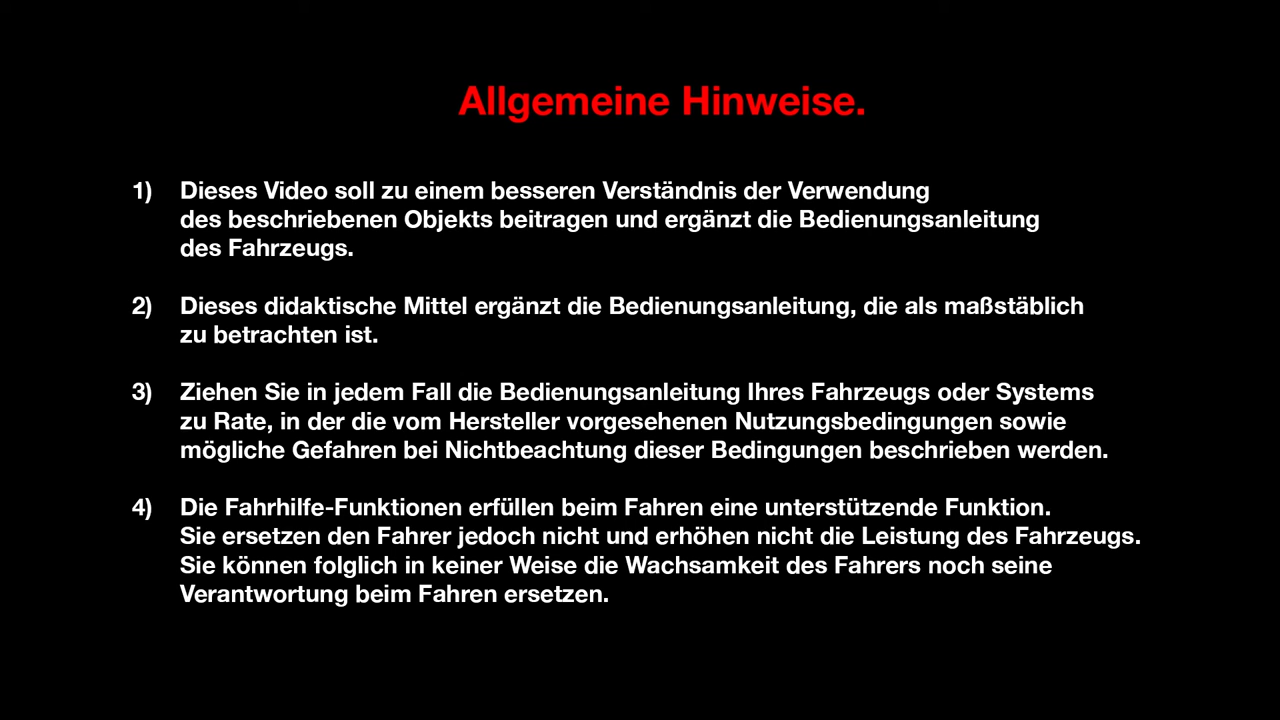 Allgemeine Hinweise.
1) Dieses Video soll zu einem besseren Verständnis der Verwendung
des beschriebenen Objekts beitragen und ergänzt die Bedienungsanleitung
des Fahrzeugs.
2) Dieses didaktische Mittel ergänzt die Bedienungsanleitung, die als maßstäblich
zu betrachten ist.
3) Ziehen Sie in jedem Fall die Bedienungsanleitung Ihres Fahrzeugs oder Systems
zu Rate, in der die vom Hersteller vorgesehenen Nutzungsbedingungen sowie
mögliche Gefahren bei Nichtbeachtung dieser Bedingungen beschrieben werden.
4) Die Fahrhilfe-Funktionen erfüllen beim Fahren eine unterstützende Funktion.
Sie ersetzen den Fahrer jedoch nicht und erhöhen nicht die Leistung des Fahrzeugs.
Sie können folglich in keiner Weise die Wachsamkeit des Fahrers noch seine
Verantwortung beim Fahren ersetzen.